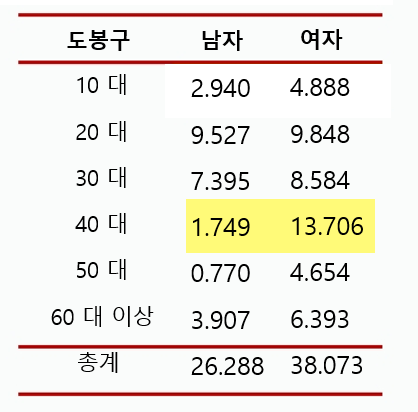 도봉구 남자 여자
10 대 2.940 4.888
20 대 9.527 9.848
30 대 7.395 8.584
40 대 1.749 13.706
50 대 0.770 4.654
60 대 이상 3.907 6.393
총계 26.288 38.073